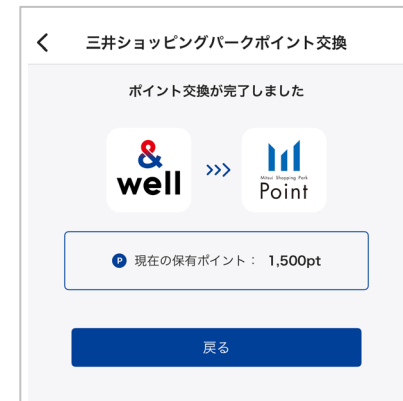 三井ショッピングパークポイント交換
ポイント交換が完了しました
&
well
Mitsui Shopping Park
Point
P 現在の保有ポイント： 1,500pt
戻る